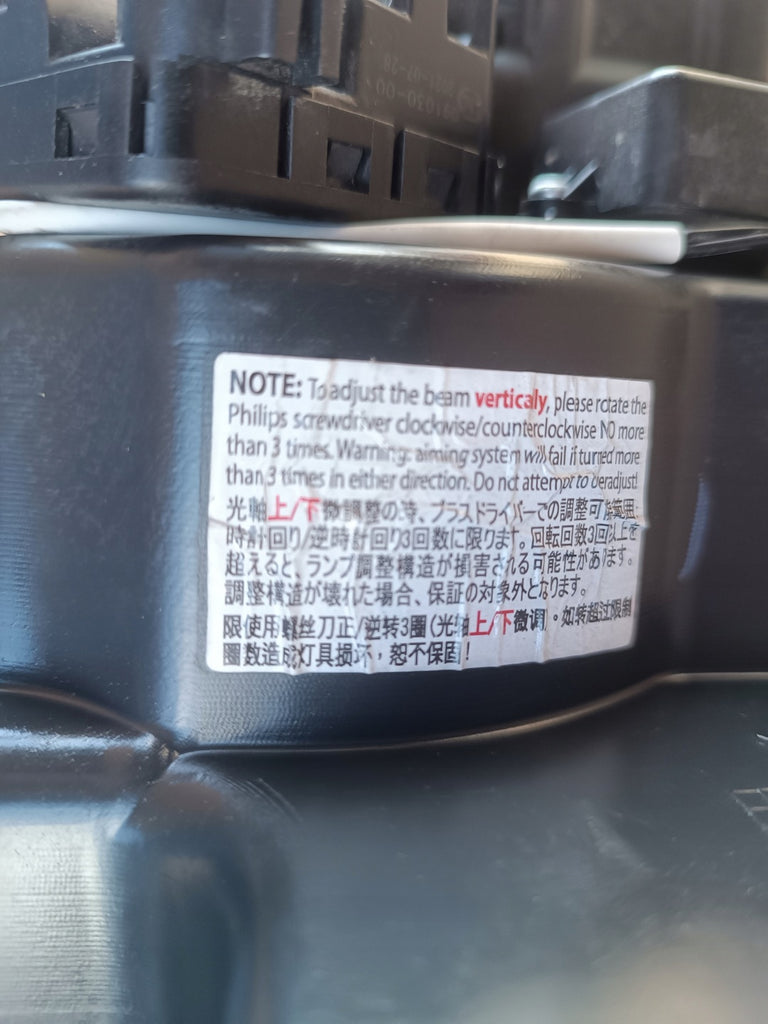 2021-07-28
91030-00
NOTE: To adjust the beam verticaly, please rotate the
Philips screwdriver clockwise/counterclockwise NO more
than 3 times. Warning: aiming system will fail if turned more
than 3 times in either direction. Do not attempt to
光軸上/下微調整の時、プラスドライバーでの調整可能範囲:
時計回り/逆時計回り3回数に限ります。回転回数3回以上を
超えると、ランプ調整構造が損害される可能性があります。
調整構造が壊れた場合、保証の対象外となります。
限使用螺丝刀正/逆转3圈(光轴上/下微调)。如转超过限制
圈数造成灯具损坏，恕不保固!